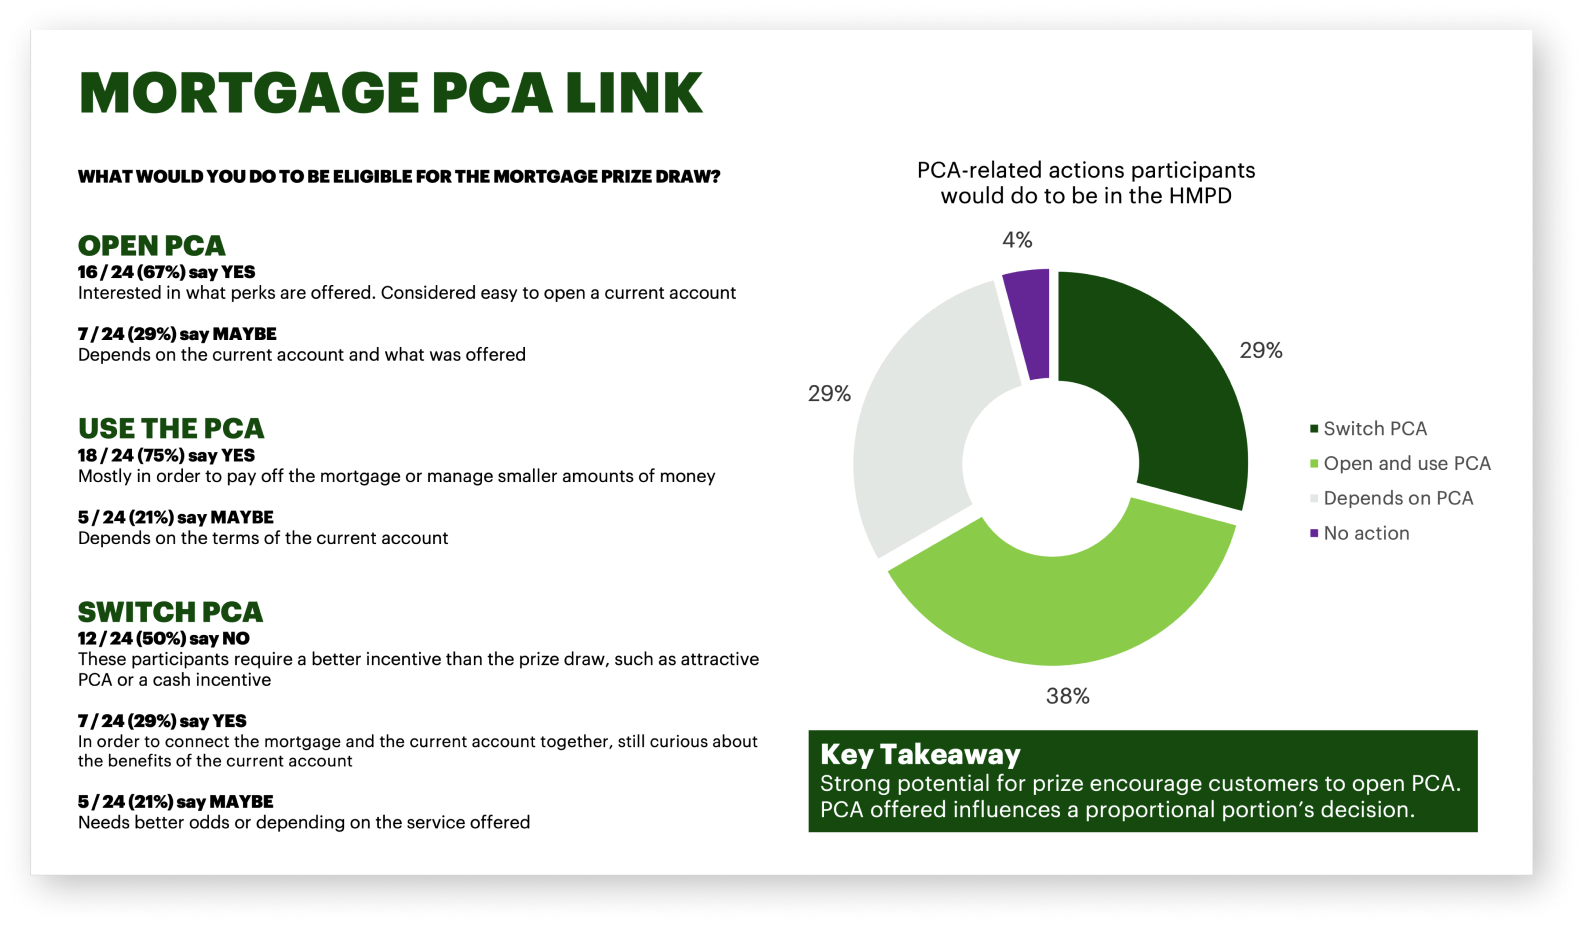 MORTGAGE PCA LINK
WHAT WOULD YOU DO TO BE ELIGIBLE FOR THE MORTGAGE PRIZE DRAW?
OPEN PCA
16 / 24 (67%) say YES
Interested in what perks are offered. Considered easy to open a current account
7 / 24 (29%) say MAYBE
Depends on the current account and what was offered
USE THE PCA
18 / 24 (75%) say YES
Mostly in order to pay off the mortgage or manage smaller amounts of money
5 / 24 (21%) say MAYBE
Depends on the terms of the current account
SWITCH PCA
12 / 24 (50%) say NO
These participants require a better incentive than the prize draw, such as attractive
PCA or a cash incentive
7 / 24 (29%) say YES
In order to connect the mortgage and the current account together, still curious about
the benefits of the current account
5 / 24 (21%) say MAYBE
Needs better odds or depending on the service offered
PCA-related actions participants
would do to be in the HMPD
4%
29%
29%
38%
Switch PCA
Open and use PCA
Depends on PCA
No action
Key Takeaway
Strong potential for prize encourage customers to open PCA.
PCA offered influences a proportional portion’s decision.